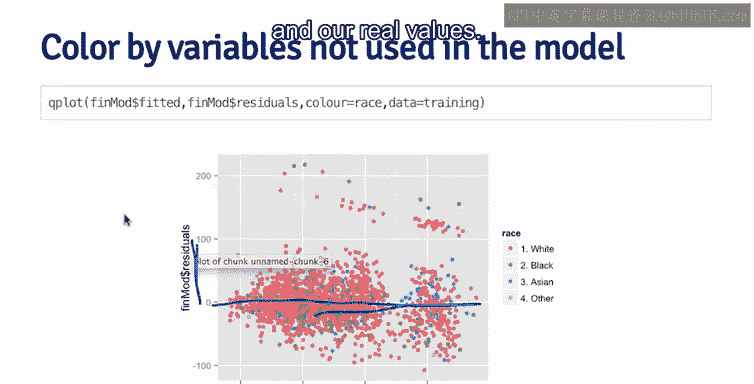 and our real values.
Color by variables not used in the model
qplot(finMod$fitted,finMod$residuals,colour=race,data=training)
200
100
0
-100
finMod$residuals
lot of chunk unnamed-chunk-6
race
1. White
2. Black
3. Asian
4. Other